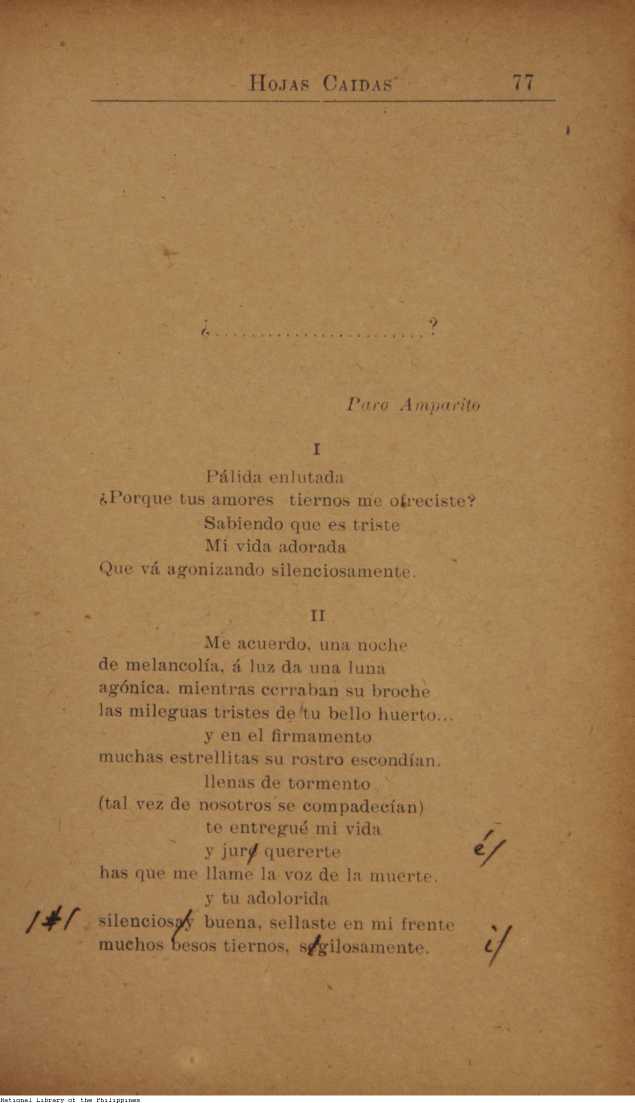 HOJAS CAIDAS 77
¿.......................?
Paro Amparito
I
Pálida enlutada
¿Porque tus amores tiernos me ofreciste?
Sabiendo que es triste
Mi vida adorada
Que vá agonizando silenciosamente.
II
Me acuerdo, una noche
de melancolía, á luz da una luna
agónica, mientras cerraban su broche
las mileguas tristes de tu bello huerto...
y en el firmamento
muchas estrellitas su rostro escondían.
llenas de tormento
(tal vez de nosotros se compadecían)
te entregué mi vida
y jur quererte é/
has que me llame la voz de la muerte.
y tu adolorida
/#/ silenciosa y buena, sellaste en mi frente
muchos besos tiernos, s gilosamente. i/
National Library of the Philippines